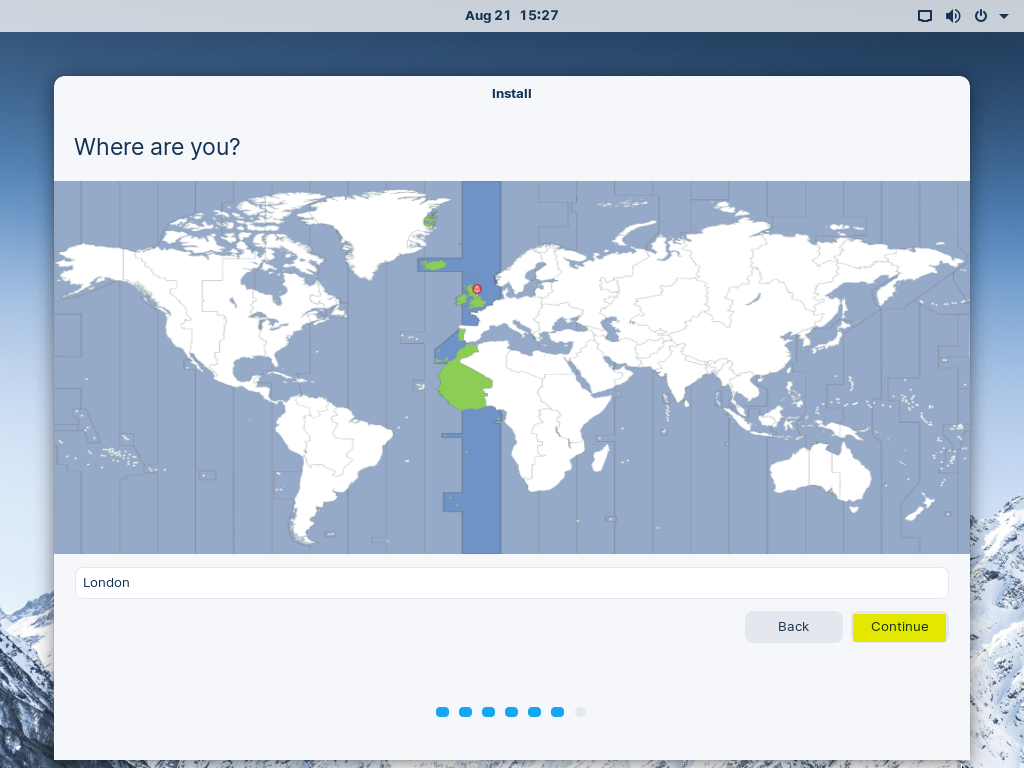 Aug 21 15:27
Install
Where are you?
London
Back
Continue